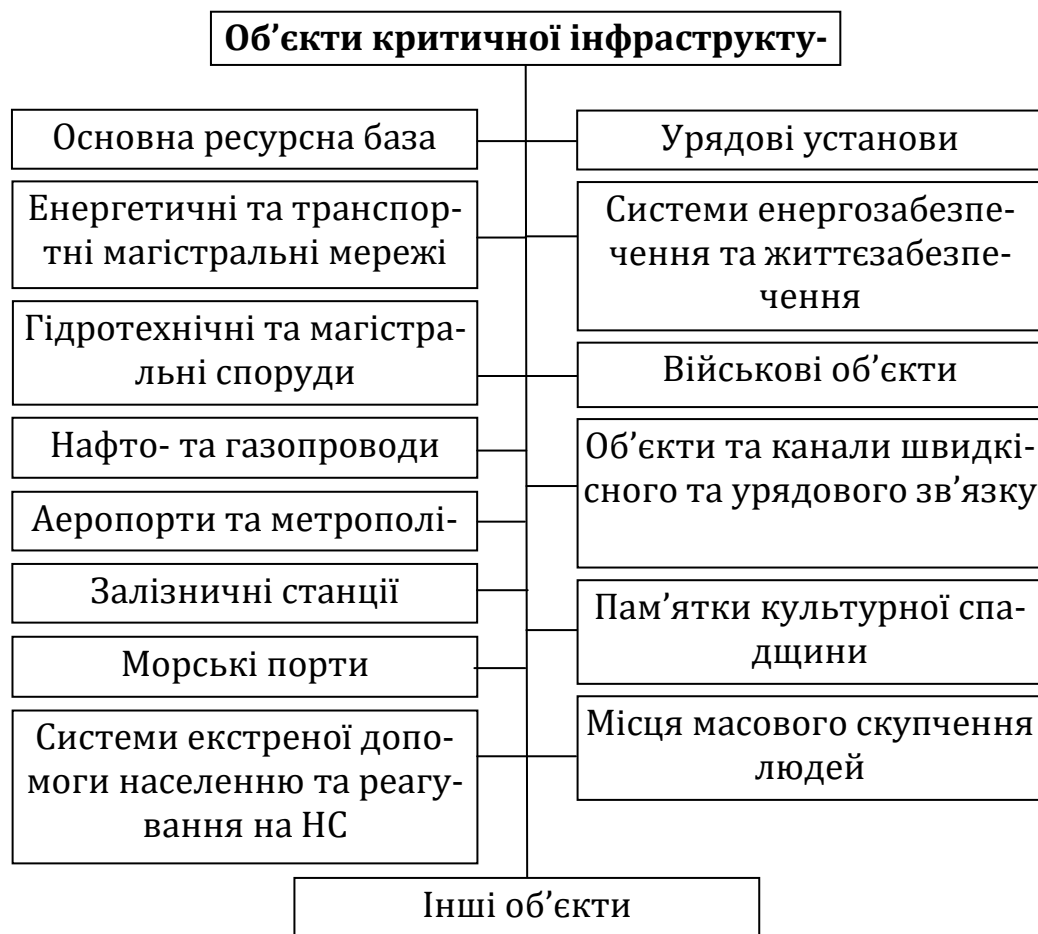 Об’єкти критичної інфраструкту-
Основна ресурсна база
Енергетичні та транспор-
тні магістральні мережі
Гідротехнічні та магістра-
льні споруди
Нафто- та газопроводи
Аеропорти та метрополі-
Залізничні станції
Морські порти
Системи екстреної допо-
моги населенню та реагу-
вання на НС
Урядові установи
Системи енергозабезпе-
чення та життєзабезпе-
чення
Військові об’єкти
Об’єкти та канали швидкі-
сного та урядового зв’язку
Пам’ятки культурної спа-
дщини
Місця масового скупчення
людей
Інші об’єкти